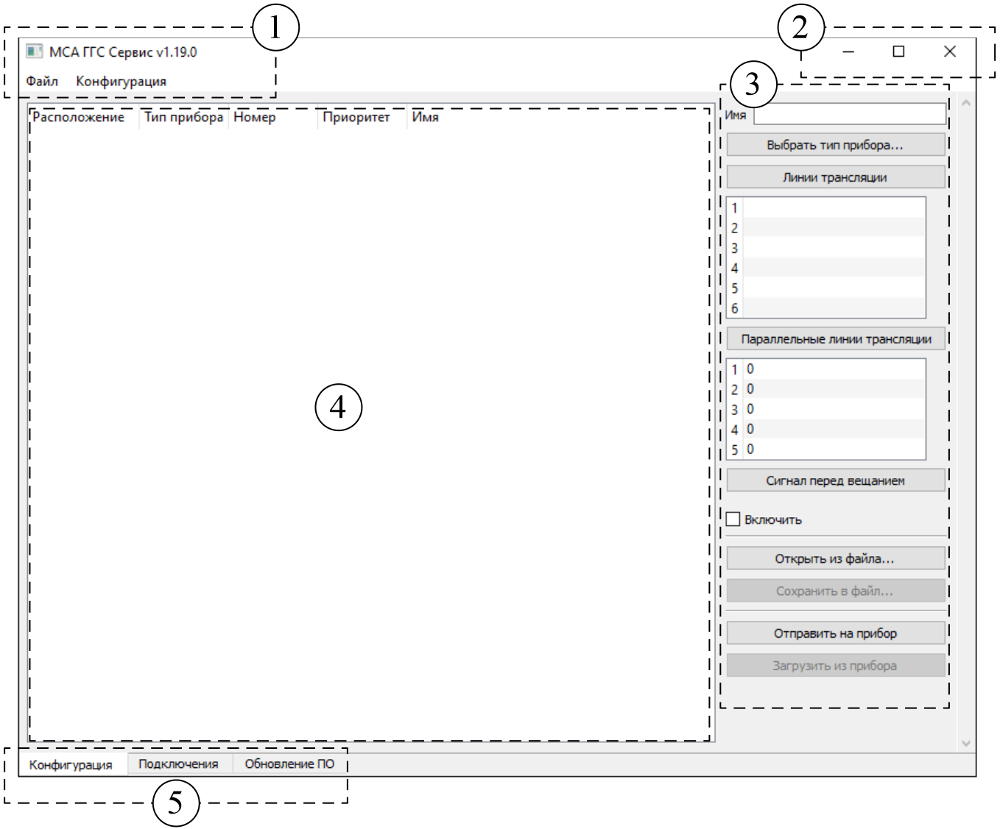 1
2
МСА ГГС Сервис v1.19.0
Файл Конфигурация
3
Расположение Тип прибора Номер Приоритет Имя
Имя
Выбрать тип прибора...
Линии трансляции
1
2
3
4
5
6
Параллельные линии трансляции
1 0
2 0
3 0
4 0
5 0
4
Сигнал перед вещанием
Включить
Открыть из файла...
Сохранить в файл...
Отправить на прибор
Загрузить из прибора
Конфигурация Подключения Обновление ПО
5